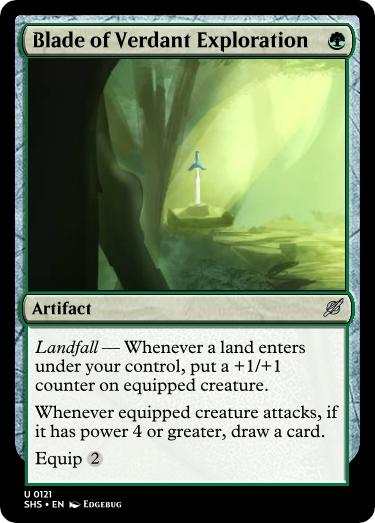 Blade of Verdant Exploration
Artifact
Landfall — Whenever a land enters
under your control, put a +1/+1
counter on equipped creature.
Whenever equipped creature attacks, if
it has power 4 or greater, draw a card.
Equip 2
U 0121
SHS • EN Edgebug